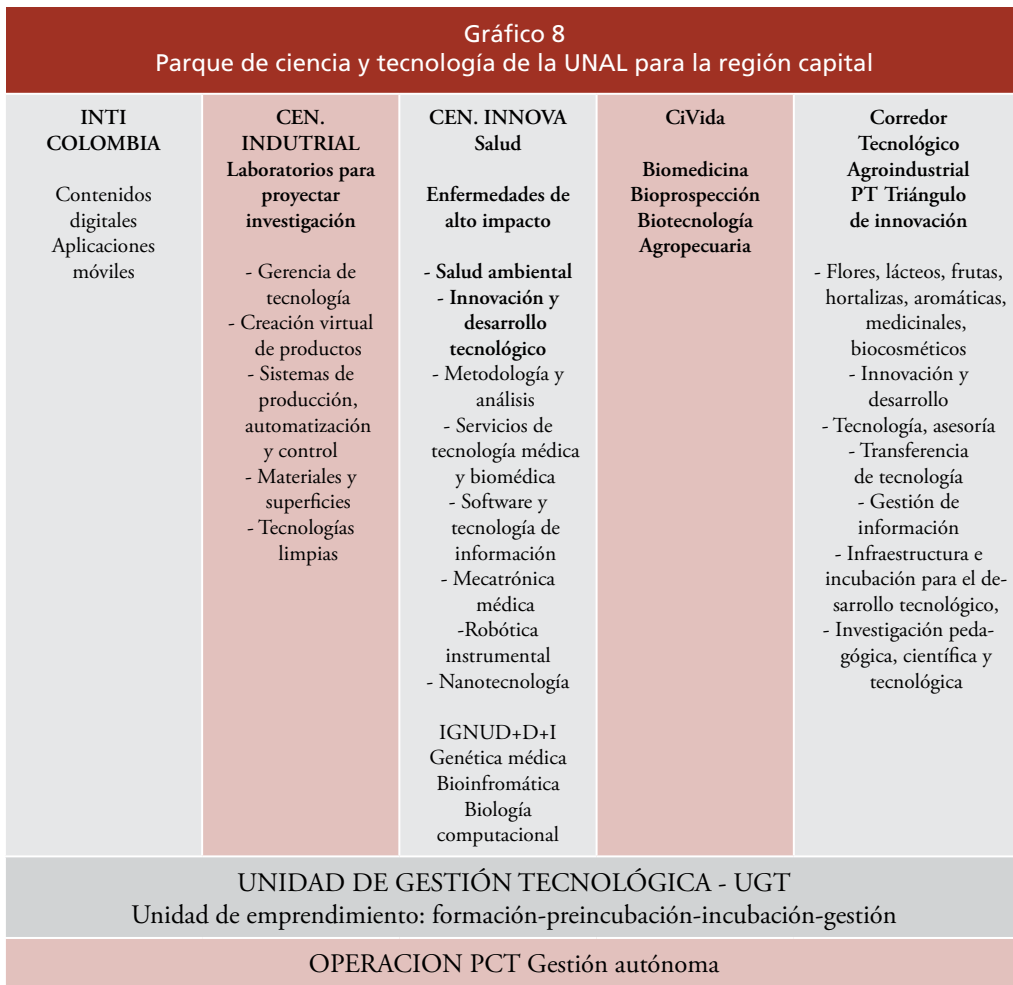 Gráfico 8
Parque de ciencia y tecnología de la UNAL para la región capital
INTI
COLOMBIA
Contenidos
digitales
Aplicaciones
móviles
CEN.
INDUTRIAL
Laboratorios para
proyectar
investigación
- Gerencia de
tecnología
- Creación virtual
de productos
- Sistemas de
producción,
automatización
y control
- Materiales y
superficies
- Tecnologías
limpias
CEN. INNOVA
Salud
Enfermedades de
alto impacto
- Salud ambiental
- Innovación y
desarrollo
tecnológico
- Metodología y
análisis
- Servicios de
tecnología médica
y biomédica
- Software y
tecnología de
información
- Mecatrónica
médica
-Robótica
instrumental
- Nanotecnología
IGNUD+D+I
Genética médica
Bioinfromática
Biología
computacional
CiVida
Biomedicina
Bioprospección
Biotecnología
Agropecuaria
Corredor
Tecnológico
Agroindustrial
PT Triángulo
de innovación
- Flores, lácteos, frutas,
hortalizas, aromáticas,
medicinales,
biocosméticos
- Innovación y
desarrollo
- Tecnología, asesoría
- Transferencia
de tecnología
- Gestión de
información
- Infraestructura e
incubación para el de-
sarrollo tecnológico,
- Investigación peda-
gógica, científica y
tecnológica
UNIDAD DE GESTIÓN TECNOLÓGICA - UGT
Unidad de emprendimiento: formación-preincubación-incubación-gestión
OPERACION PCT Gestión autónoma